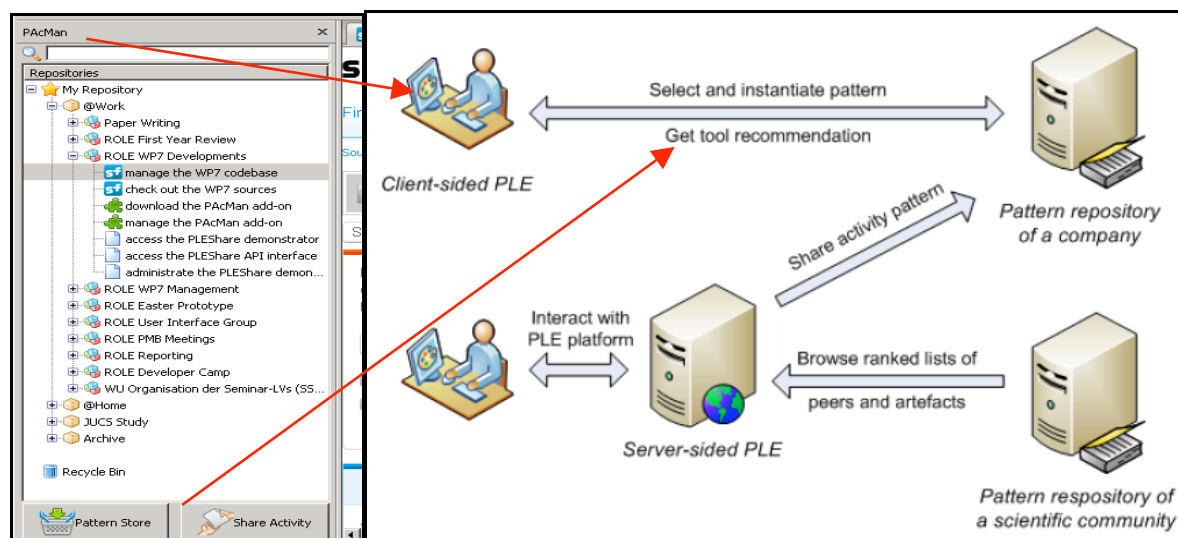 PAcMan
Repositories
My Repository
@Work
Paper Writing
ROLE First Year Review
ROLE WP7 Developments
manage the WP7 codebase
check out the WP7 sources
download the PAcMan add-on
manage the PAcMan add-on
access the PLEShare demonstrator
access the PLEShare API interface
administrate the PLEShare demon...
ROLE WP7 Management
ROLE Easter Prototype
ROLE User Interface Group
ROLE PMB Meetings
ROLE Reporting
ROLE Developer Camp
WU Organisation der Seminar-LVs (SS...
@Home
JUCS Study
Archive
Recycle Bin
Pattern Store
Share Activity
Select and instantiate pattern
Get tool recommendation
Client-sided PLE
Pattern repository
of a company
Share activity pattern
Interact with
PLE platform
Browse ranked lists of
peers and artefacts
Server-sided PLE
Pattern respository of
a scientific community